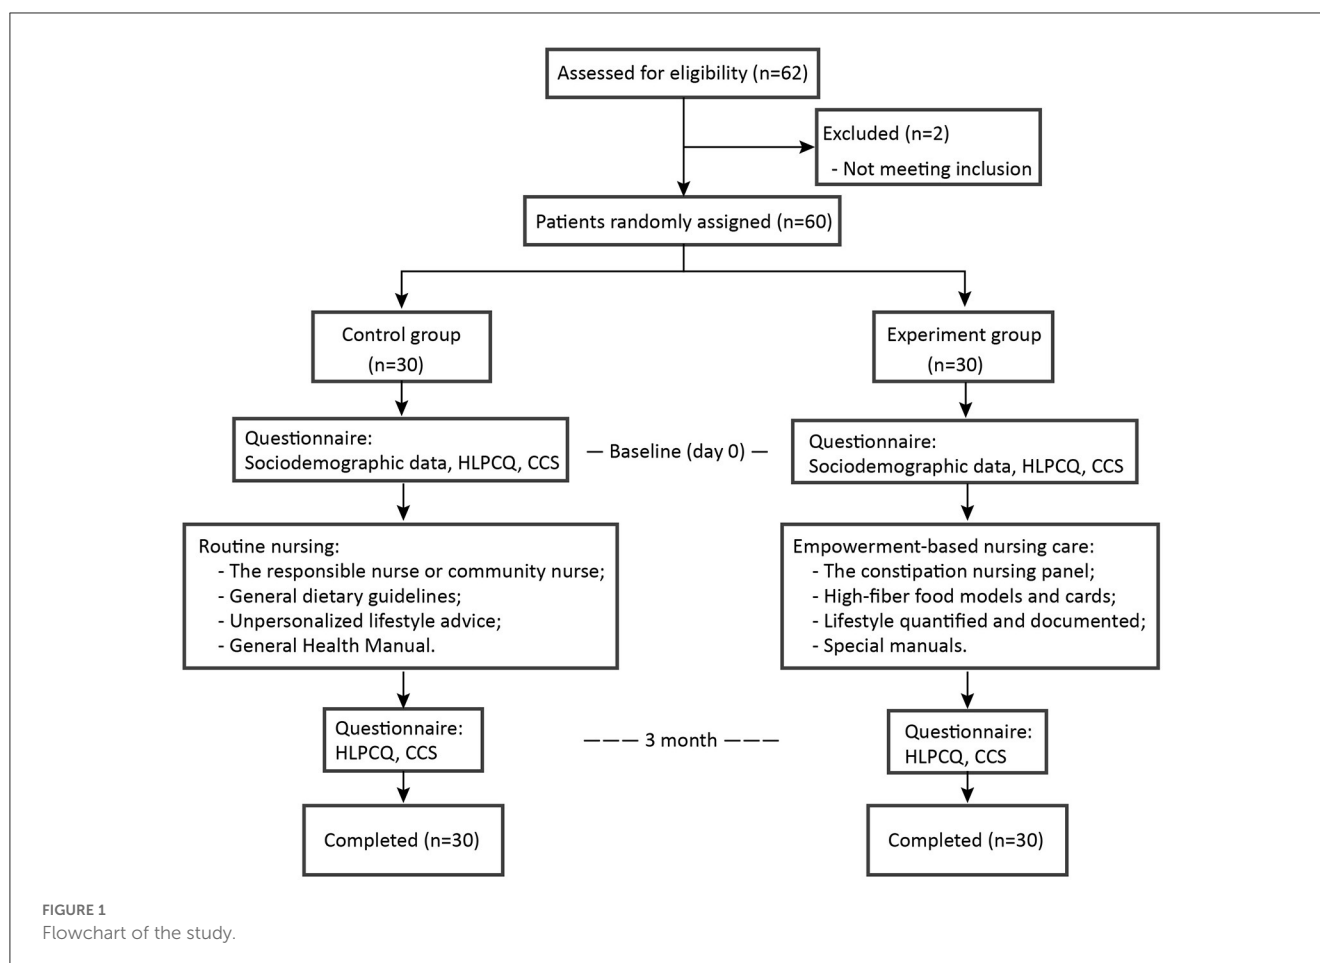 Assessed for eligibility (n=62)
Excluded (n=2)
- Not meeting inclusion
Patients randomly assigned (n=60)
Control group
(n=30)
Experiment group
(n=30)
Questionnaire:
Sociodemographic data, HLPCQ, CCS
— Baseline (day 0) —
Questionnaire:
Sociodemographic data, HLPCQ, CCS
Routine nursing:
- The responsible nurse or community nurse;
- General dietary guidelines;
- Unpersonalized lifestyle advice;
- General Health Manual.
Empowerment-based nursing care:
- The constipation nursing panel;
- High-fiber food models and cards;
- Lifestyle quantified and documented;
- Special manuals.
Questionnaire:
HLPCQ, CCS
— — — 3 month — — —
Questionnaire:
HLPCQ, CCS
Completed (n=30)
Completed (n=30)
FIGURE 1
Flowchart of the study.